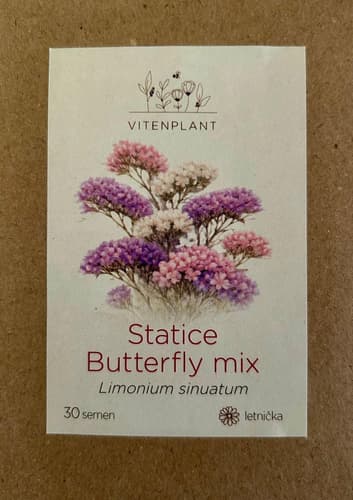 VITENPLANT
Statice
Butterfly mix
Limonium sinuatum
30 semen
letnička